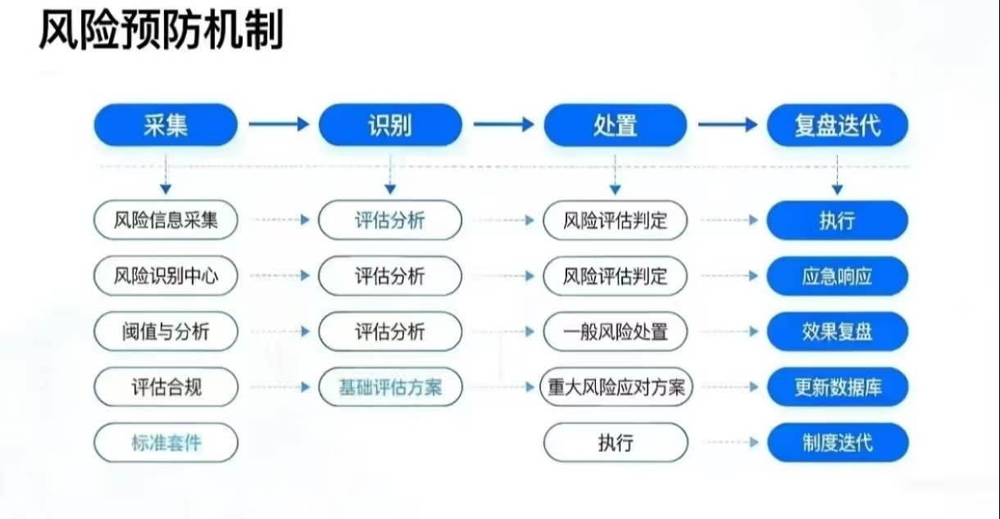 风险预防机制
采集 识别 处置 复盘迭代
风险信息采集 评估分析 风险评估判定 执行
风险识别中心 评估分析 风险评估判定 应急响应
阈值与分析 评估分析 一般风险处置 效果复盘
评估合规 基础评估方案 重大风险应对方案 更新数据库
标准套件 执行 制度迭代